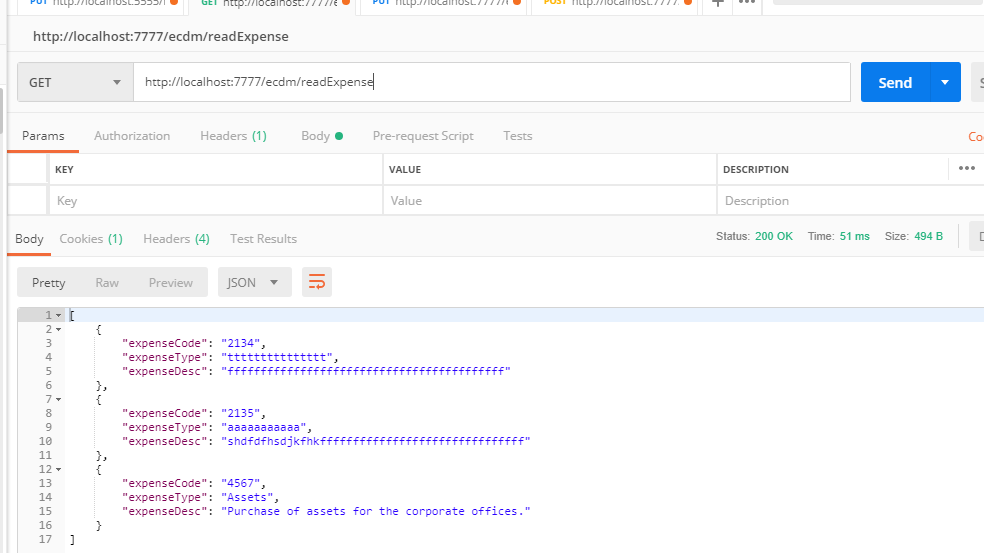 PUT http://localhost:5555/ GET http://localhost:7777/e PUT http://localhost:7777/e POST http://localhost:7777/
http://localhost:7777/ecdm/readExpense
GET http://localhost:7777/ecdm/readExpense Send
Params Authorization Headers (1) Body Pre-request Script Tests Co
KEY VALUE DESCRIPTION •••
Key Value Description
Body Cookies (1) Headers (4) Test Results Status: 200 OK Time: 51 ms Size: 494 B
Pretty Raw Preview JSON
1 [
2 {
3 "expenseCode": "2134",
4 "expenseType": "ttttttttttttttt",
5 "expenseDesc": "ffffffffffffffffffffffffffffffffffffffffff"
6 },
7 {
8 "expenseCode": "2135",
9 "expenseType": "aaaaaaaaaaa",
10 "expenseDesc": "shdfdfhsdjkfhkfffffffffffffffffffffffffffffff"
11 },
12 {
13 "expenseCode": "4567",
14 "expenseType": "Assets",
15 "expenseDesc": "Purchase of assets for the corporate offices."
16 }
17 ]